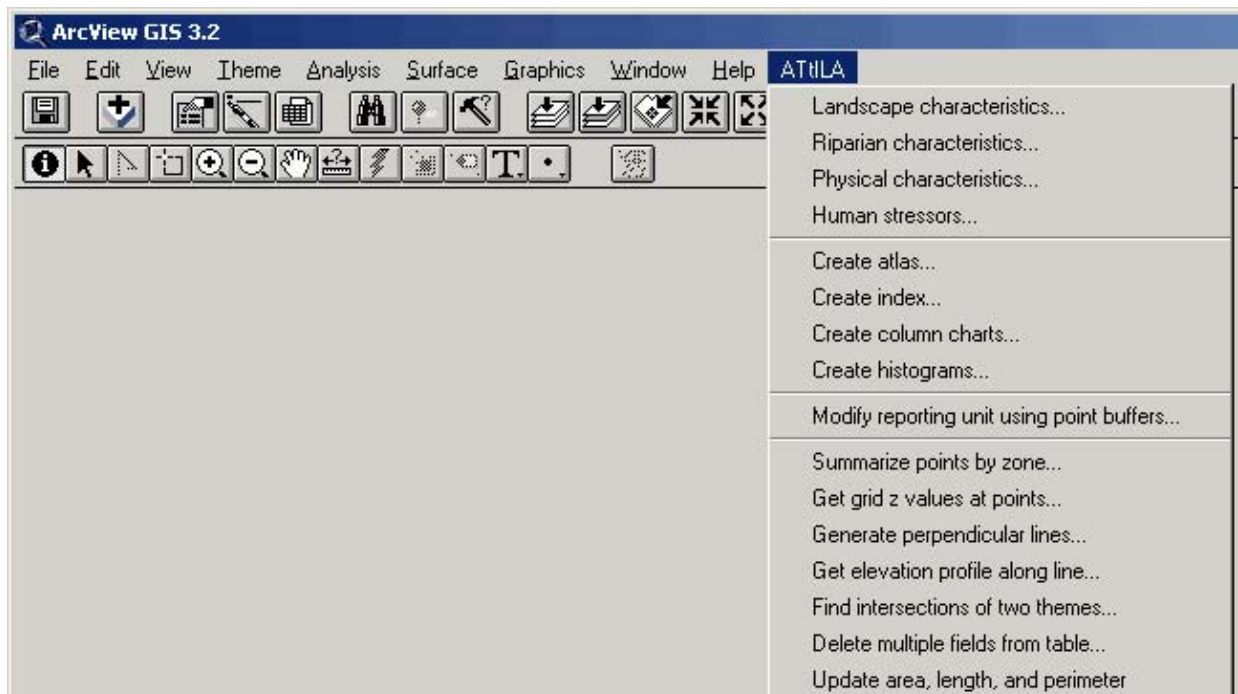 ArcView GIS 3.2
File Edit View Theme Analysis Surface Graphics Window Help ATtILA
T
Landscape characteristics...
Riparian characteristics...
Physical characteristics...
Human stressors...
Create atlas...
Create index...
Create column charts...
Create histograms...
Modify reporting unit using point buffers...
Summarize points by zone...
Get grid z values at points...
Generate perpendicular lines...
Get elevation profile along line...
Find intersections of two themes...
Delete multiple fields from table...
Update area, length, and perimeter